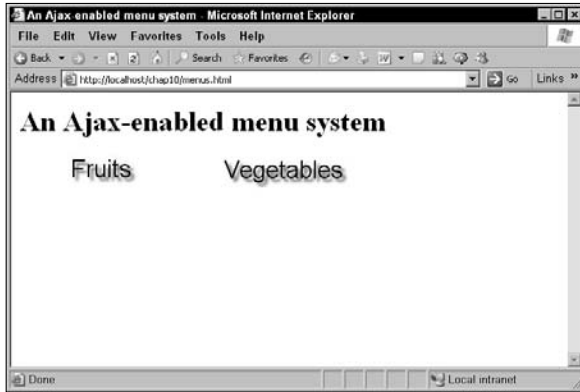 An Ajax-enabled menu system - Microsoft Internet Explorer
File Edit View Favorites Tools Help
Back Search Favorites
Address http://localhost/chap10/menus.html Go Links »
An Ajax-enabled menu system
Fruits Vegetables
Done Local intranet